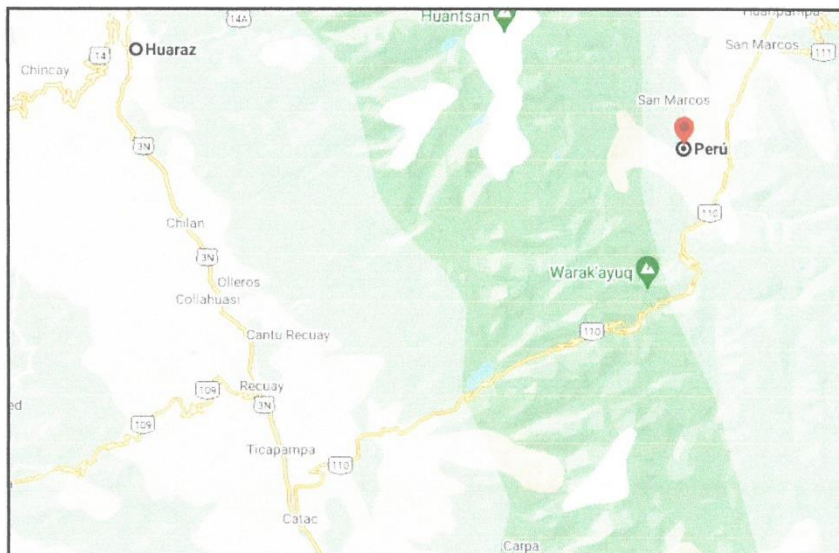 14A
Huantsan
Huaraz
14
Chincay
San Marcos
111
San Marcos
Perú
3N
110
Chilan
3N
Olleros
Collahuasi
Warak'ayuq
Cantu Recuay
110
109
Recuay
3N
ed
109
Ticapampa
110
Catac
Carpa